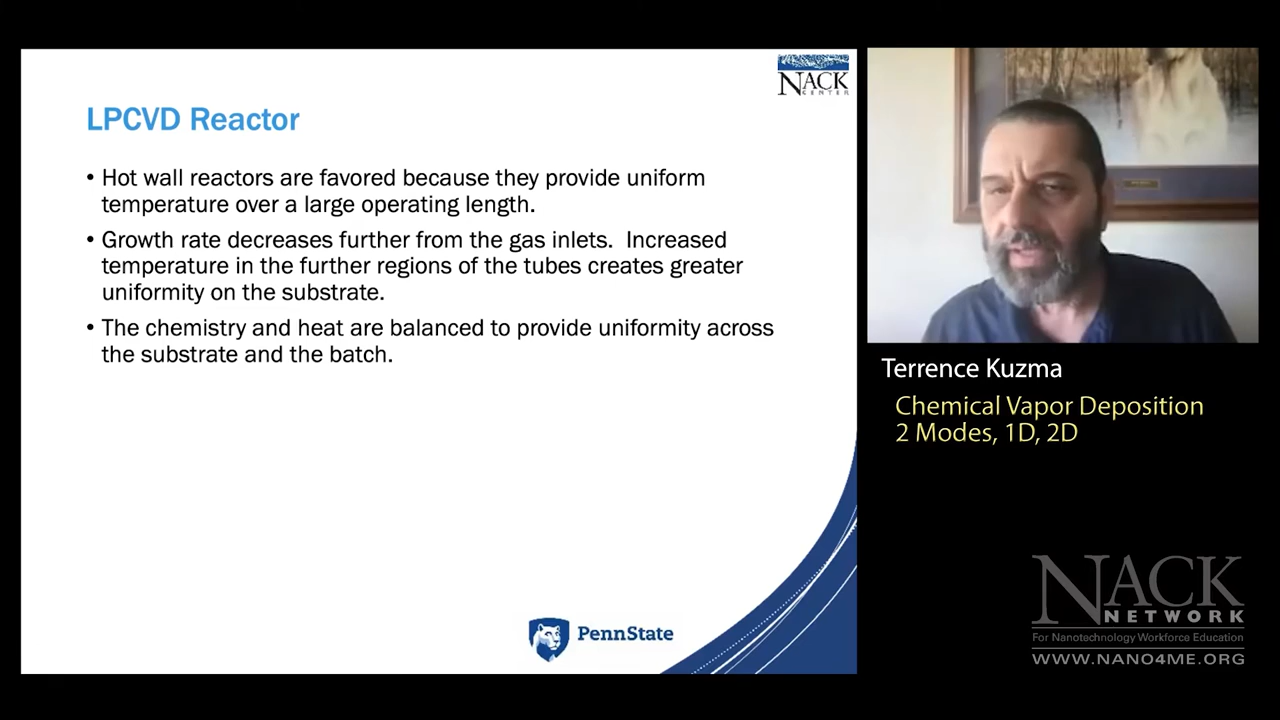 NACK
CENTER
LPCVD Reactor
• Hot wall reactors are favored because they provide uniform
temperature over a large operating length.
• Growth rate decreases further from the gas inlets.  Increased
temperature in the further regions of the tubes creates greater
uniformity on the substrate.
• The chemistry and heat are balanced to provide uniformity across
the substrate and the batch.
PennState
Terrence Kuzma
Chemical Vapor Deposition
2 Modes, 1D, 2D
NACK
NETWORK
For Nanotechnology Workforce Education
WWW.NANO4ME.ORG